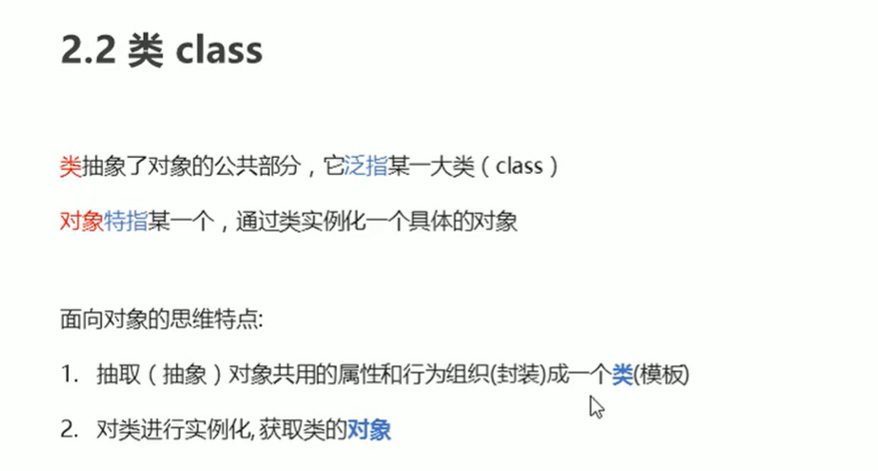 2.2 类 class
类抽象了对象的公共部分，它泛指某一大类（class）
对象特指某一个，通过类实例化一个具体的对象
面向对象的思维特点:
1. 抽取（抽象）对象共用的属性和行为组织(封装)成一个类(模板)
2. 对类进行实例化, 获取类的对象